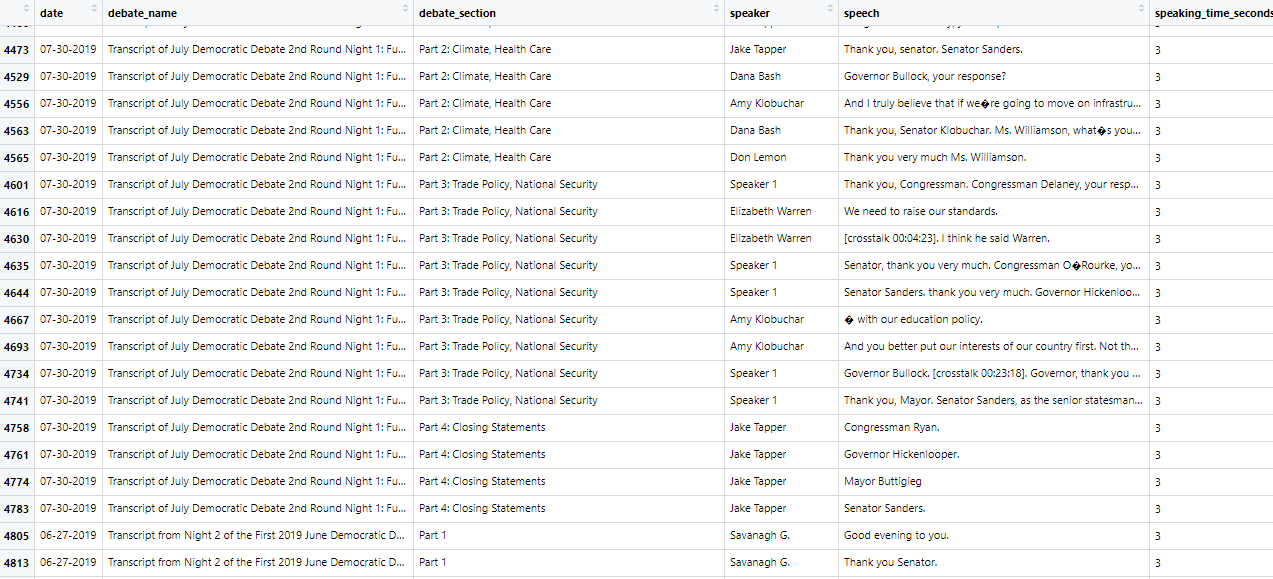 date debate_name debate_section speaker speech speaking_time_seconds
4473 07-30-2019 Transcript of July Democratic Debate 2nd Round Night 1: Fu... Part 2: Climate, Health Care Jake Tapper Thank you, senator. Senator Sanders. 3
4529 07-30-2019 Transcript of July Democratic Debate 2nd Round Night 1: Fu... Part 2: Climate, Health Care Dana Bash Governor Bullock, your response? 3
4556 07-30-2019 Transcript of July Democratic Debate 2nd Round Night 1: Fu... Part 2: Climate, Health Care Amy Klobuchar And I truly believe that if we�re going to move on infrastru... 3
4563 07-30-2019 Transcript of July Democratic Debate 2nd Round Night 1: Fu... Part 2: Climate, Health Care Dana Bash Thank you, Senator Klobuchar. Ms. Williamson, what�s you... 3
4565 07-30-2019 Transcript of July Democratic Debate 2nd Round Night 1: Fu... Part 2: Climate, Health Care Don Lemon Thank you very much Ms. Williamson. 3
4601 07-30-2019 Transcript of July Democratic Debate 2nd Round Night 1: Fu... Part 3: Trade Policy, National Security Speaker 1 Thank you, Congressman. Congressman Delaney, your resp... 3
4616 07-30-2019 Transcript of July Democratic Debate 2nd Round Night 1: Fu... Part 3: Trade Policy, National Security Elizabeth Warren We need to raise our standards. 3
4630 07-30-2019 Transcript of July Democratic Debate 2nd Round Night 1: Fu... Part 3: Trade Policy, National Security Elizabeth Warren [crosstalk 00:04:23]. I think he said Warren. 3
4635 07-30-2019 Transcript of July Democratic Debate 2nd Round Night 1: Fu... Part 3: Trade Policy, National Security Speaker 1 Senator, thank you very much. Congressman O�Rourke, yo... 3
4644 07-30-2019 Transcript of July Democratic Debate 2nd Round Night 1: Fu... Part 3: Trade Policy, National Security Speaker 1 Senator Sanders. thank you very much. Governor Hickenloo... 3
4667 07-30-2019 Transcript of July Democratic Debate 2nd Round Night 1: Fu... Part 3: Trade Policy, National Security Amy Klobuchar � with our education policy. 3
4693 07-30-2019 Transcript of July Democratic Debate 2nd Round Night 1: Fu... Part 3: Trade Policy, National Security Amy Klobuchar And you better put our interests of our country first. Not th... 3
4734 07-30-2019 Transcript of July Democratic Debate 2nd Round Night 1: Fu... Part 3: Trade Policy, National Security Speaker 1 Governor Bullock. [crosstalk 00:23:18]. Governor, thank you ... 3
4741 07-30-2019 Transcript of July Democratic Debate 2nd Round Night 1: Fu... Part 3: Trade Policy, National Security Speaker 1 Thank you, Mayor. Senator Sanders, as the senior statesman... 3
4758 07-30-2019 Transcript of July Democratic Debate 2nd Round Night 1: Fu... Part 4: Closing Statements Jake Tapper Congressman Ryan. 3
4761 07-30-2019 Transcript of July Democratic Debate 2nd Round Night 1: Fu... Part 4: Closing Statements Jake Tapper Governor Hickenlooper. 3
4774 07-30-2019 Transcript of July Democratic Debate 2nd Round Night 1: Fu... Part 4: Closing Statements Jake Tapper Mayor Buttigieg 3
4783 07-30-2019 Transcript of July Democratic Debate 2nd Round Night 1: Fu... Part 4: Closing Statements Jake Tapper Senator Sanders. 3
4805 06-27-2019 Transcript from Night 2 of the First 2019 June Democratic D... Part 1 Savanagh G. Good evening to you. 3
4813 06-27-2019 Transcript from Night 2 of the First 2019 June Democratic D... Part 1 Savanagh G. Thank you Senator. 3